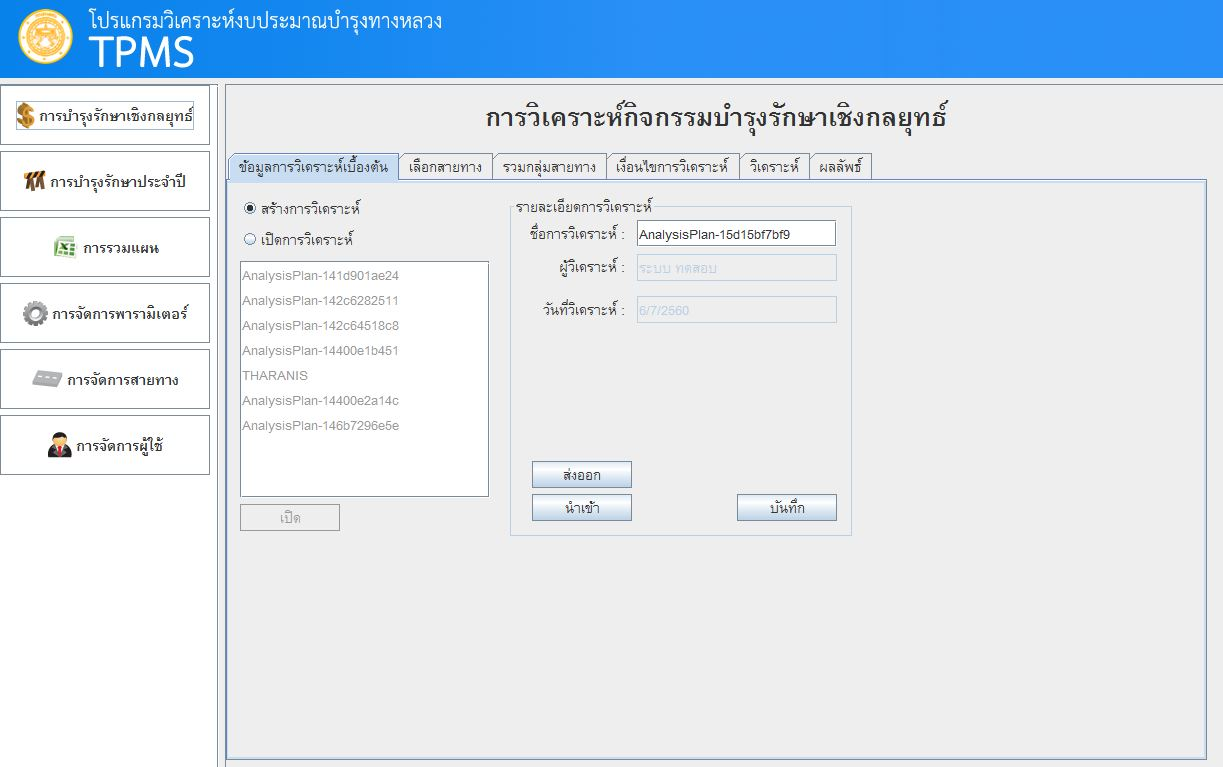 โปรแกรมวิเคราะห์งบประมาณบำรุงทางหลวง
TPMS
การบำรุงรักษาเชิงกลยุทธ์
การบำรุงรักษาประจำปี
การรวมแผน
การจัดการพารามิเตอร์
การจัดการสายทาง
การจัดการผู้ใช้
การวิเคราะห์กิจกรรมบำรุงรักษาเชิงกลยุทธ์
ข้อมูลการวิเคราะห์เบื้องต้น เลือกสายทาง รวมกลุ่มสายทาง เงื่อนไขการวิเคราะห์ วิเคราะห์ ผลลัพธ์
สร้างการวิเคราะห์
เปิดการวิเคราะห์
AnalysisPlan-141d901ae24
AnalysisPlan-142c6282511
AnalysisPlan-142c64518c8
AnalysisPlan-14400e1b451
THARANIS
AnalysisPlan-14400e2a14c
AnalysisPlan-146b7296e5e
เปิด
รายละเอียดการวิเคราะห์
ชื่อการวิเคราะห์ : AnalysisPlan-15d15bf7bf9
ผู้วิเคราะห์ : ระบบ ทดสอบ
วันที่วิเคราะห์ : 6/7/2560
ส่งออก
นำเข้า บันทึก